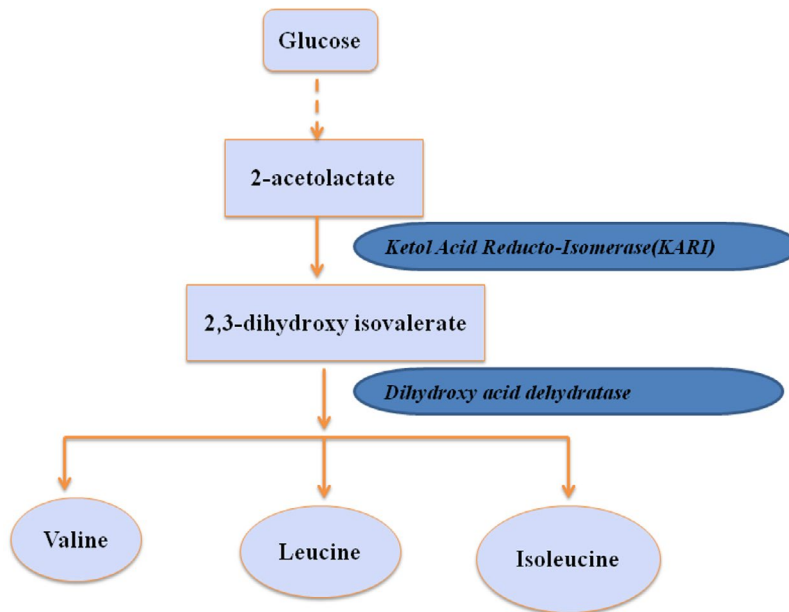 Glucose
2-acetolactate
Ketol Acid Reducto-Isomerase(KARI)
2,3-dihydroxy isovalerate
Dihydroxy acid dehydratase
Valine
Leucine
Isoleucine